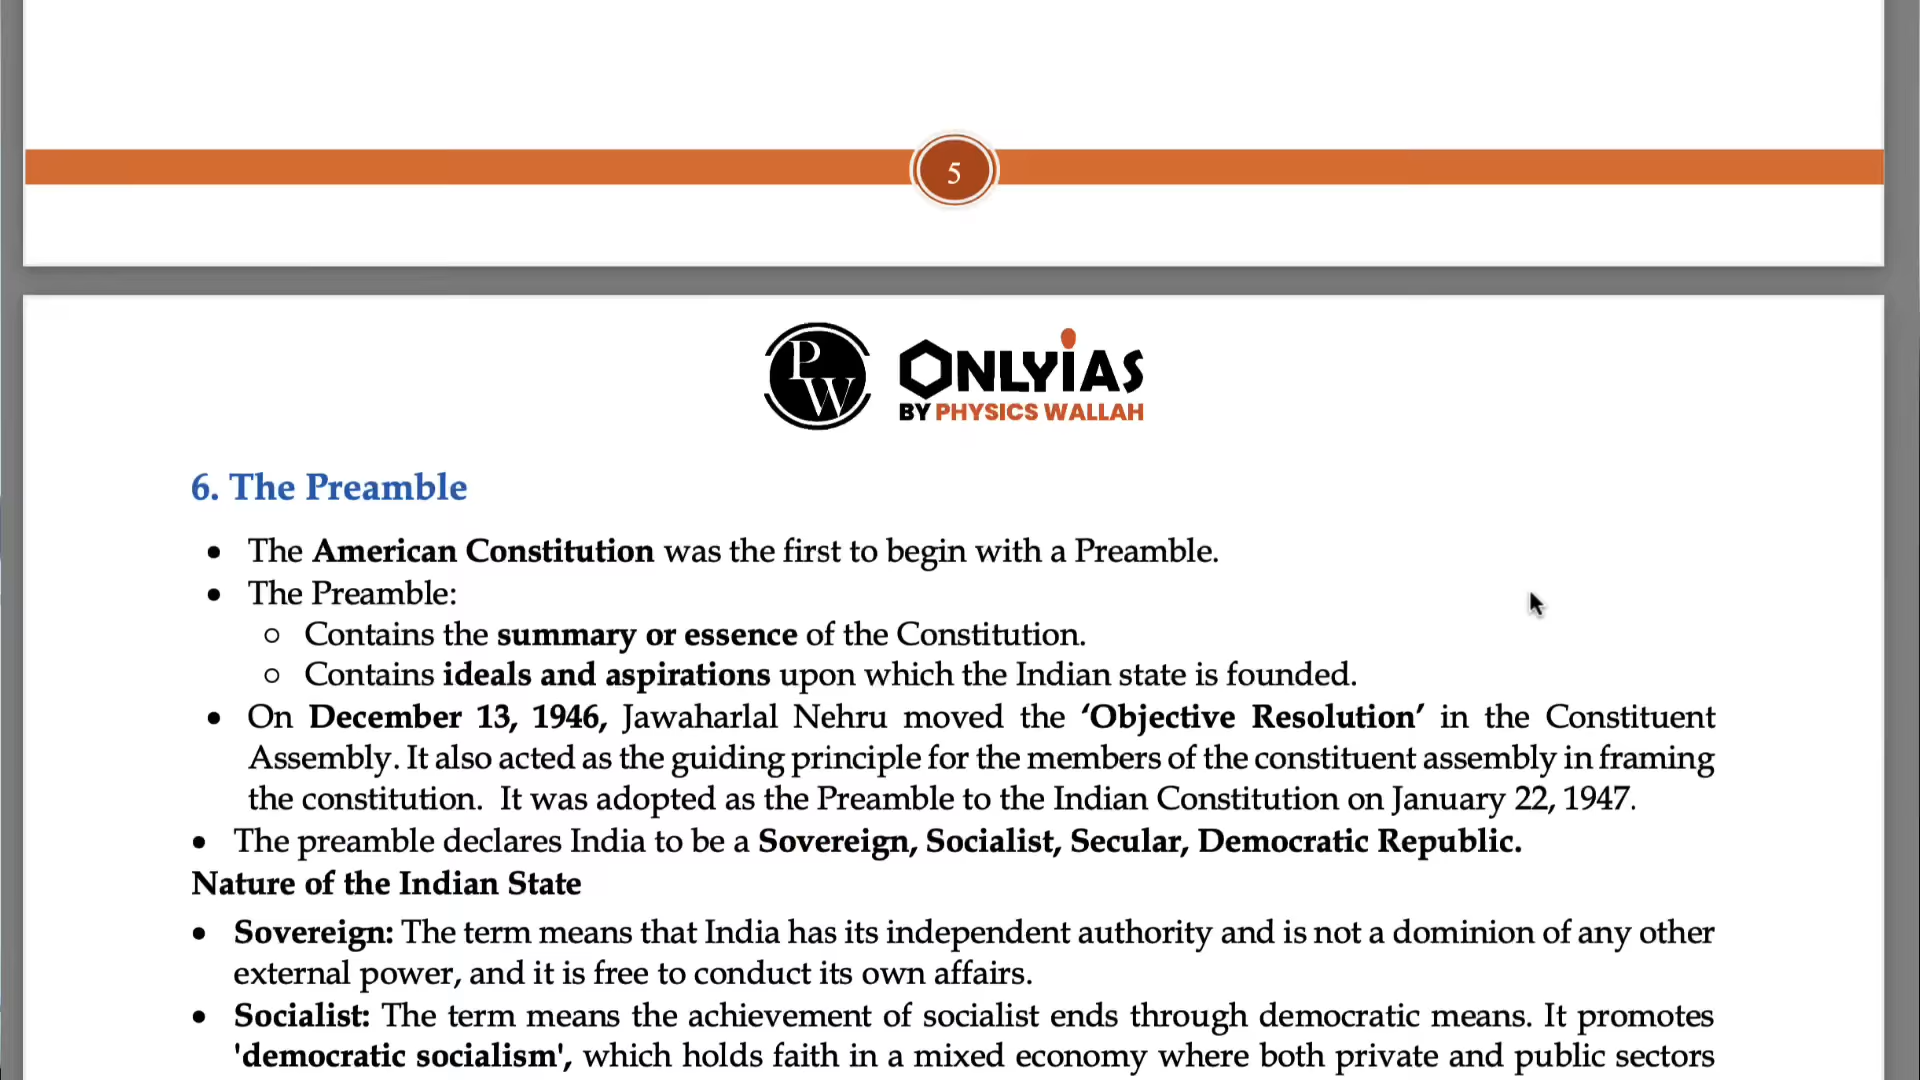 5
PW
ONLYiAS
BY PHYSICS WALLAH
6. The Preamble
• The American Constitution was the first to begin with a Preamble.
• The Preamble:
○ Contains the summary or essence of the Constitution.
○ Contains ideals and aspirations upon which the Indian state is founded.
• On December 13, 1946, Jawaharlal Nehru moved the ‘Objective Resolution’ in the Constituent
Assembly. It also acted as the guiding principle for the members of the constituent assembly in framing
the constitution. It was adopted as the Preamble to the Indian Constitution on January 22, 1947.
• The preamble declares India to be a Sovereign, Socialist, Secular, Democratic Republic.
Nature of the Indian State
• Sovereign: The term means that India has its independent authority and is not a dominion of any other
external power, and it is free to conduct its own affairs.
• Socialist: The term means the achievement of socialist ends through democratic means. It promotes
'democratic socialism', which holds faith in a mixed economy where both private and public sectors